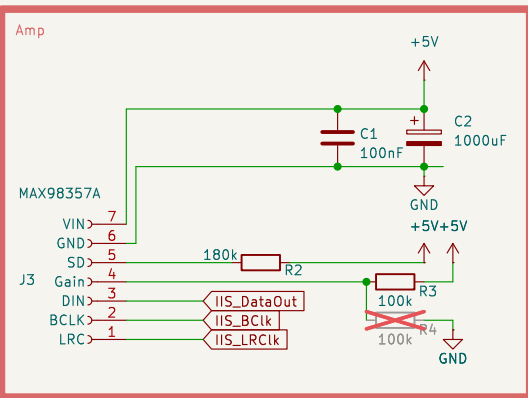 Amp
+5V
C1
100nF
C2
1000uF
GND
MAX98357A
J3
VIN 7
GND 6
SD 5
Gain 4
DIN 3
BCLK 2
LRC 1
180k
R2
+5V+5V
R3
100k
R4
100k
GND
IIS_DataOut
IIS_BClk
IIS_LRClk
+